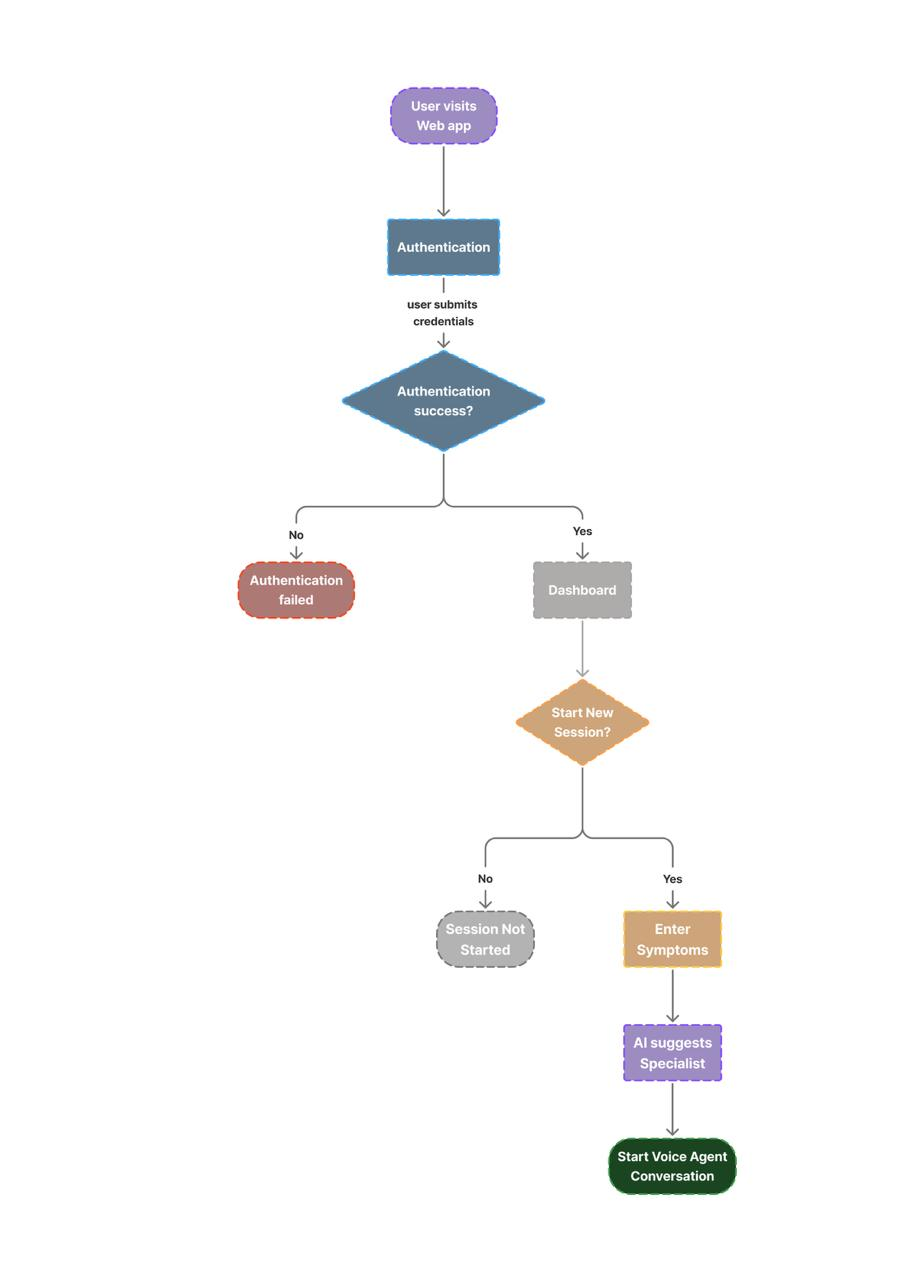 User visits
Web app
Authentication
user submits
credentials
Authentication
success?
No
Yes
Authentication
failed
Dashboard
Start New
Session?
No
Yes
Session Not
Started
Enter
Symptoms
AI suggests
Specialist
Start Voice Agent
Conversation